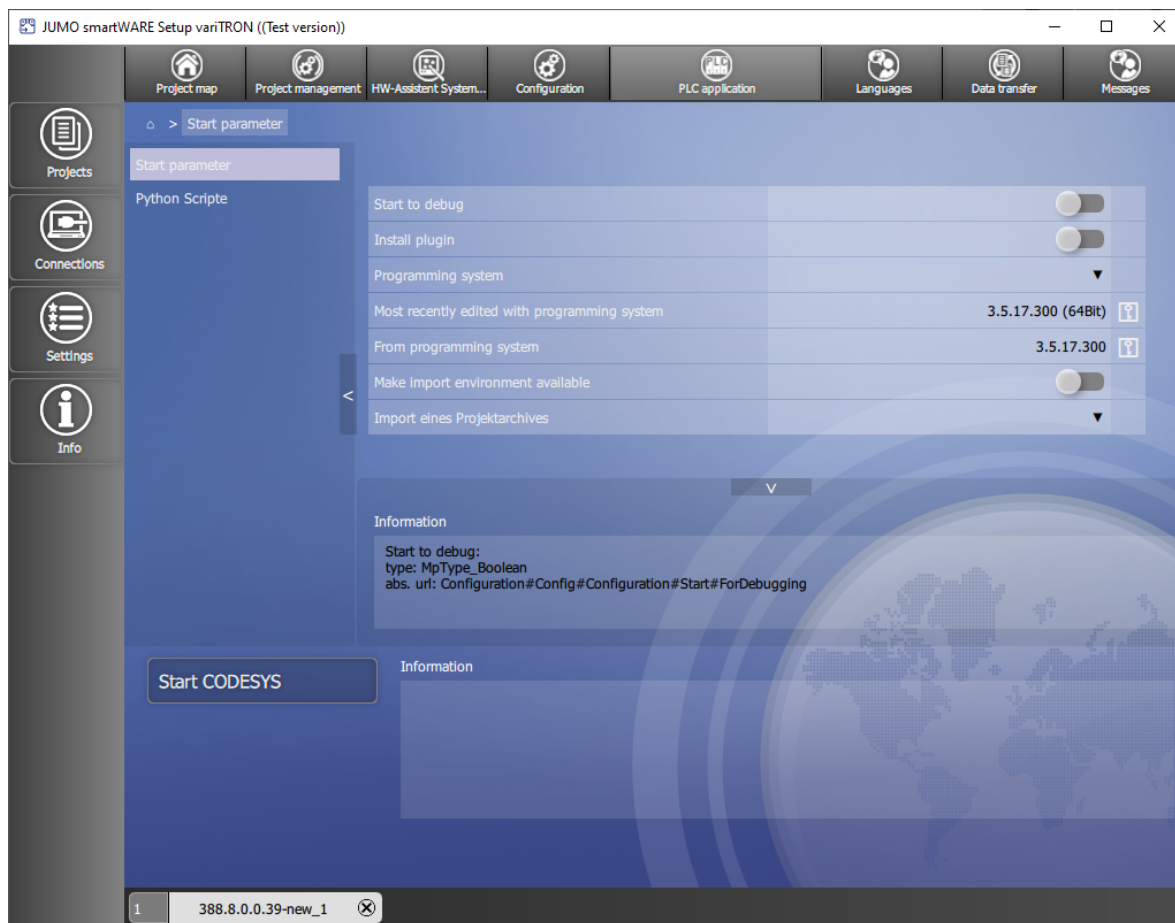 JUMO smartWARE Setup variTRON ((Test version))
Project map
Project management
HW-Assistent System...
Configuration
PLC
PLC application
Languages
Data transfer
Messages
Projects
Connections
Settings
Info
> Start parameter
Start parameter
Python Scripte
Start to debug
Install plugin
Programming system
Most recently edited with programming system 3.5.17.300 (64Bit)
From programming system 3.5.17.300
Make import environment available
Import eines Projektarchives
<
V
Information
Start to debug:
type: MpType_Boolean
abs. url: Configuration#Config#Configuration#Start#ForDebugging
Start CODESYS
Information
1 388.8.0.0.39-new_1